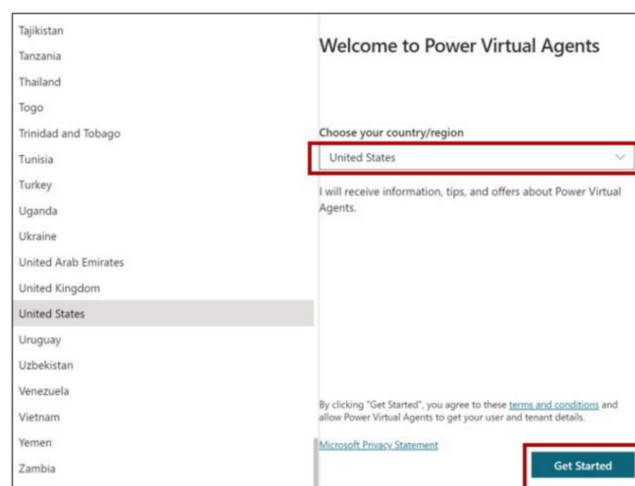 Tajikistan
Tanzania
Thailand
Togo
Trinidad and Tobago
Tunisia
Turkey
Uganda
Ukraine
United Arab Emirates
United Kingdom
United States
Uruguay
Uzbekistan
Venezuela
Vietnam
Yemen
Zambia
Welcome to Power Virtual Agents
Choose your country/region
United States
I will receive information, tips, and offers about Power Virtual
Agents.
By clicking "Get Started", you agree to these terms and conditions and
allow Power Virtual Agents to get your user and tenant details.
Microsoft Privacy Statement
Get Started